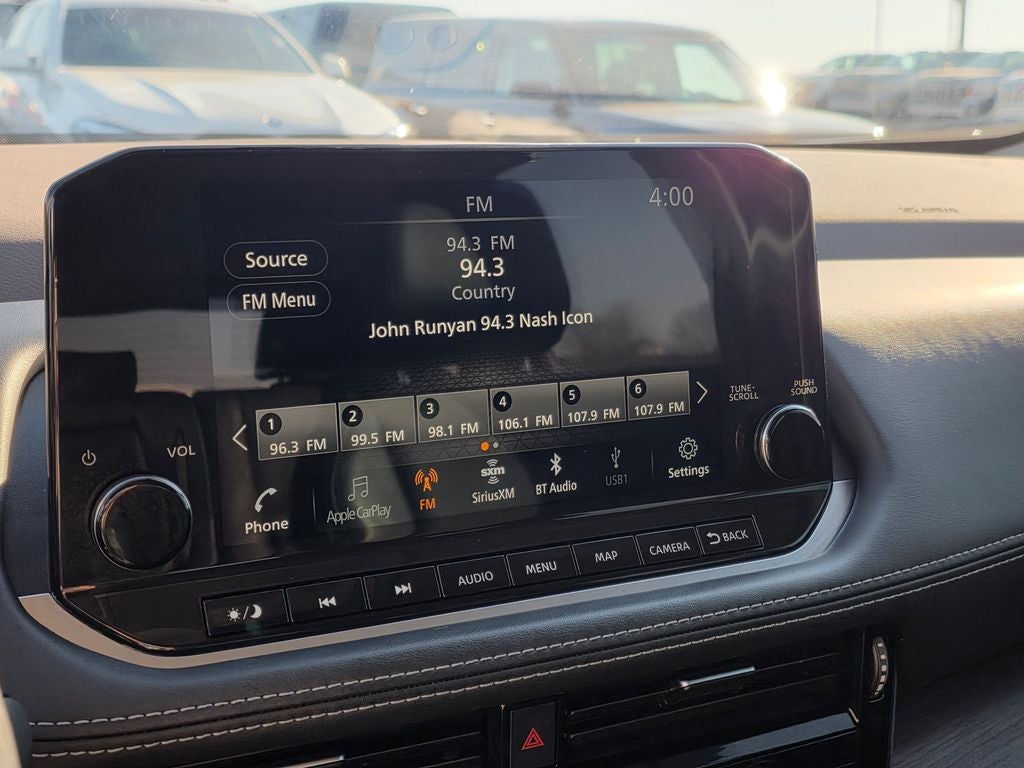 FM
4:00
Source
FM Menu
94.3 FM
94.3
Country
John Runyan 94.3 Nash Icon
1
96.3 FM
2
99.5 FM
3
98.1 FM
4
106.1 FM
5
107.9 FM
6
107.9 FM
TUNE•
SCROLL
PUSH
SOUND
VOL
Phone
Apple CarPlay
FM
sxm
SiriusXM
BT Audio
USB1
Settings
AUDIO
MENU
MAP
CAMERA
BACK